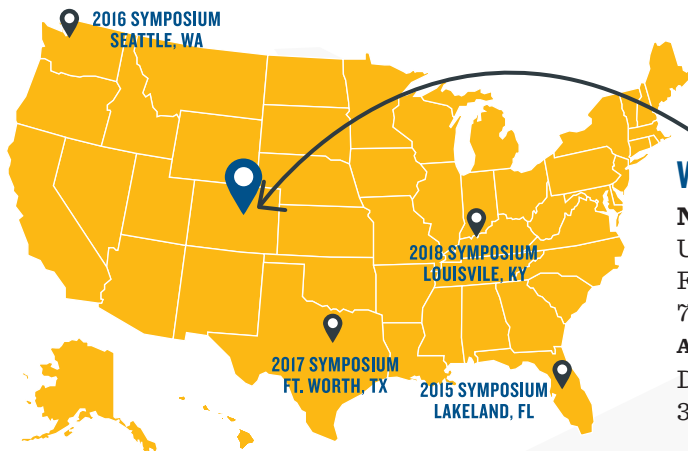 2016 SYMPOSIUM
SEATTLE, WA
2018 SYMPOSIUM
LOUISVILE, KY
2017 SYMPOSIUM
FT. WORTH, TX
2015 SYMPOSIUM
LAKELAND, FL